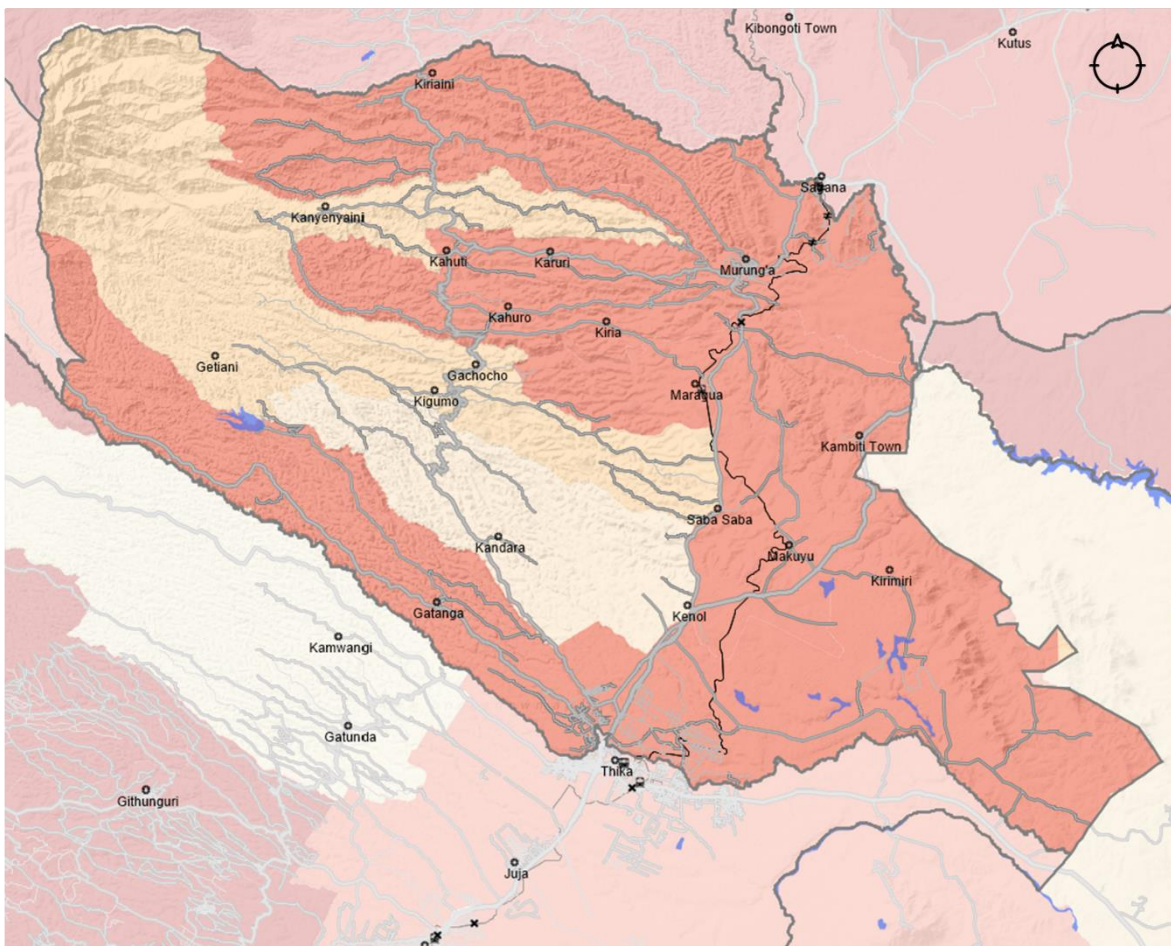 Kibongoti Town
Kutus
Kiriaini
Sagana
Kanyenyaini
Kahuti
Karuri
Murung'a
Kahuro
Kiria
Getiani
Gachocho
Kigumo
Maragua
Kambiti Town
Saba Saba
Kandara
Makuyu
Kirimiri
Gatanga
Kenol
Kamwangi
Gatunda
Thika
Githunguri
Juja